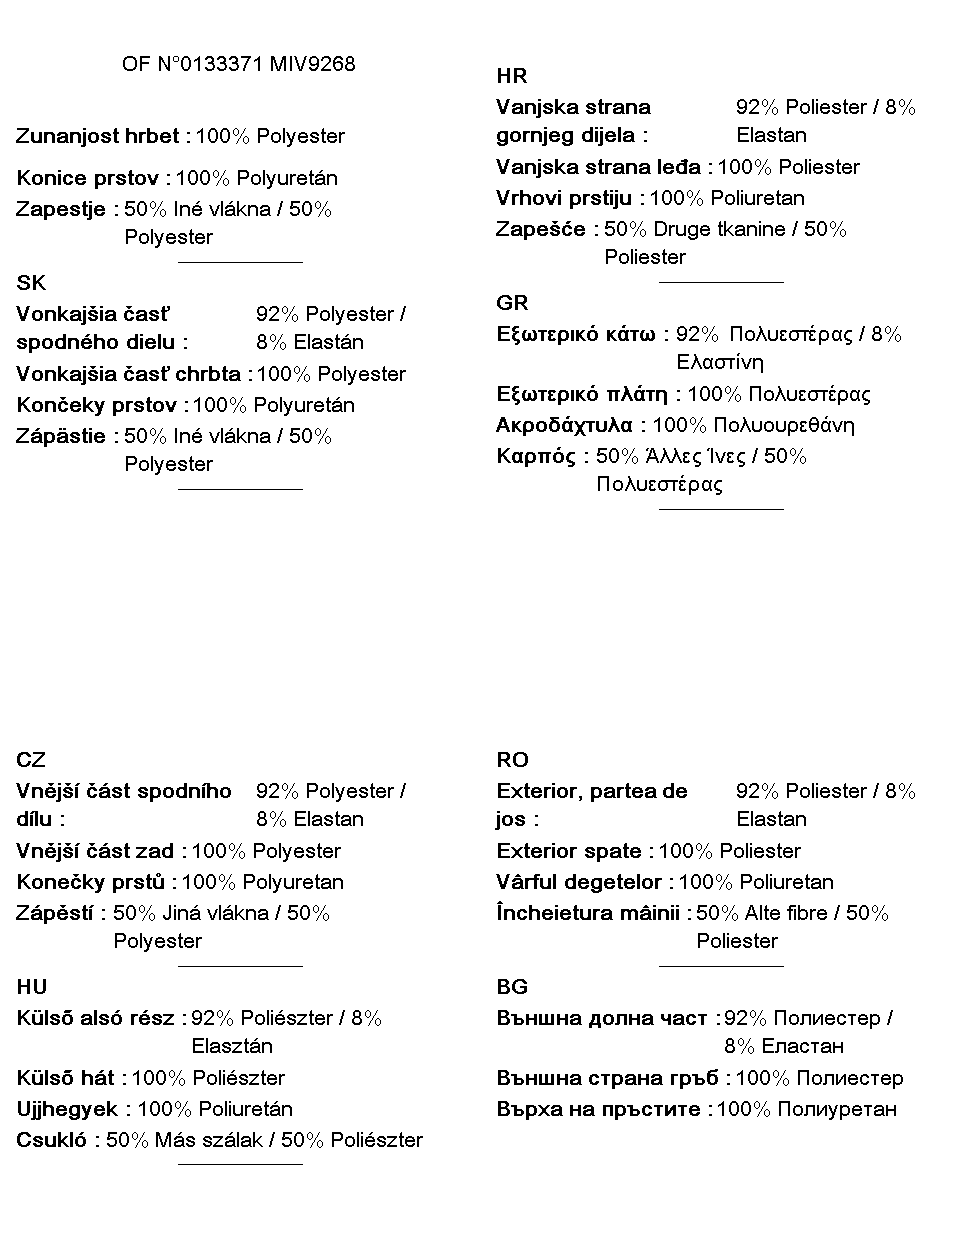 OF N°0133371 MIV9268
Zunanjost hrbet : 100% Polyester
Konice prstov : 100% Polyuretán
Zapestje : 50% Iné vlákna / 50%
Polyester
SK
Vonkajšia časť 92% Polyester /
spodného dielu : 8% Elastán
Vonkajšia časť chrbta : 100% Polyester
Končeky prstov : 100% Polyuretán
Zápästie : 50% Iné vlákna / 50%
Polyester
HR
Vanjska strana 92% Poliester / 8%
gornjeg dijela : Elastan
Vanjska strana leđa : 100% Poliester
Vrhovi prstiju : 100% Poliuretan
Zapešće : 50% Druge tkanine / 50%
Poliester
GR
Εξωτερικό κάτω : 92% Πολυεστέρας / 8%
Ελαστίνη
Εξωτερικό πλάτη : 100% Πολυεστέρας
Ακροδάχτυλα : 100% Πολυουρεθάνη
Καρπός : 50% Άλλες Ίνες / 50%
Πολυεστέρας
CZ
Vnější část spodního 92% Polyester /
dílu : 8% Elastan
Vnější část zad : 100% Polyester
Konečky prstů : 100% Polyuretan
Zápěstí : 50% Jiná vlákna / 50%
Polyester
HU
Külső alsó rész : 92% Poliészter / 8%
Elasztán
Külső hát : 100% Poliészter
Ujjhegyek : 100% Poliuretán
Csukló : 50% Más szálak / 50% Poliészter
RO
Exterior, partea de 92% Poliester / 8%
jos : Elastan
Exterior spate : 100% Poliester
Vârful degetelor : 100% Poliuretan
Încheietura mâinii : 50% Alte fibre / 50%
Poliester
BG
Външна долна част : 92% Полиестер /
8% Еластан
Външна страна гръб : 100% Полиестер
Върха на пръстите : 100% Полиуретан